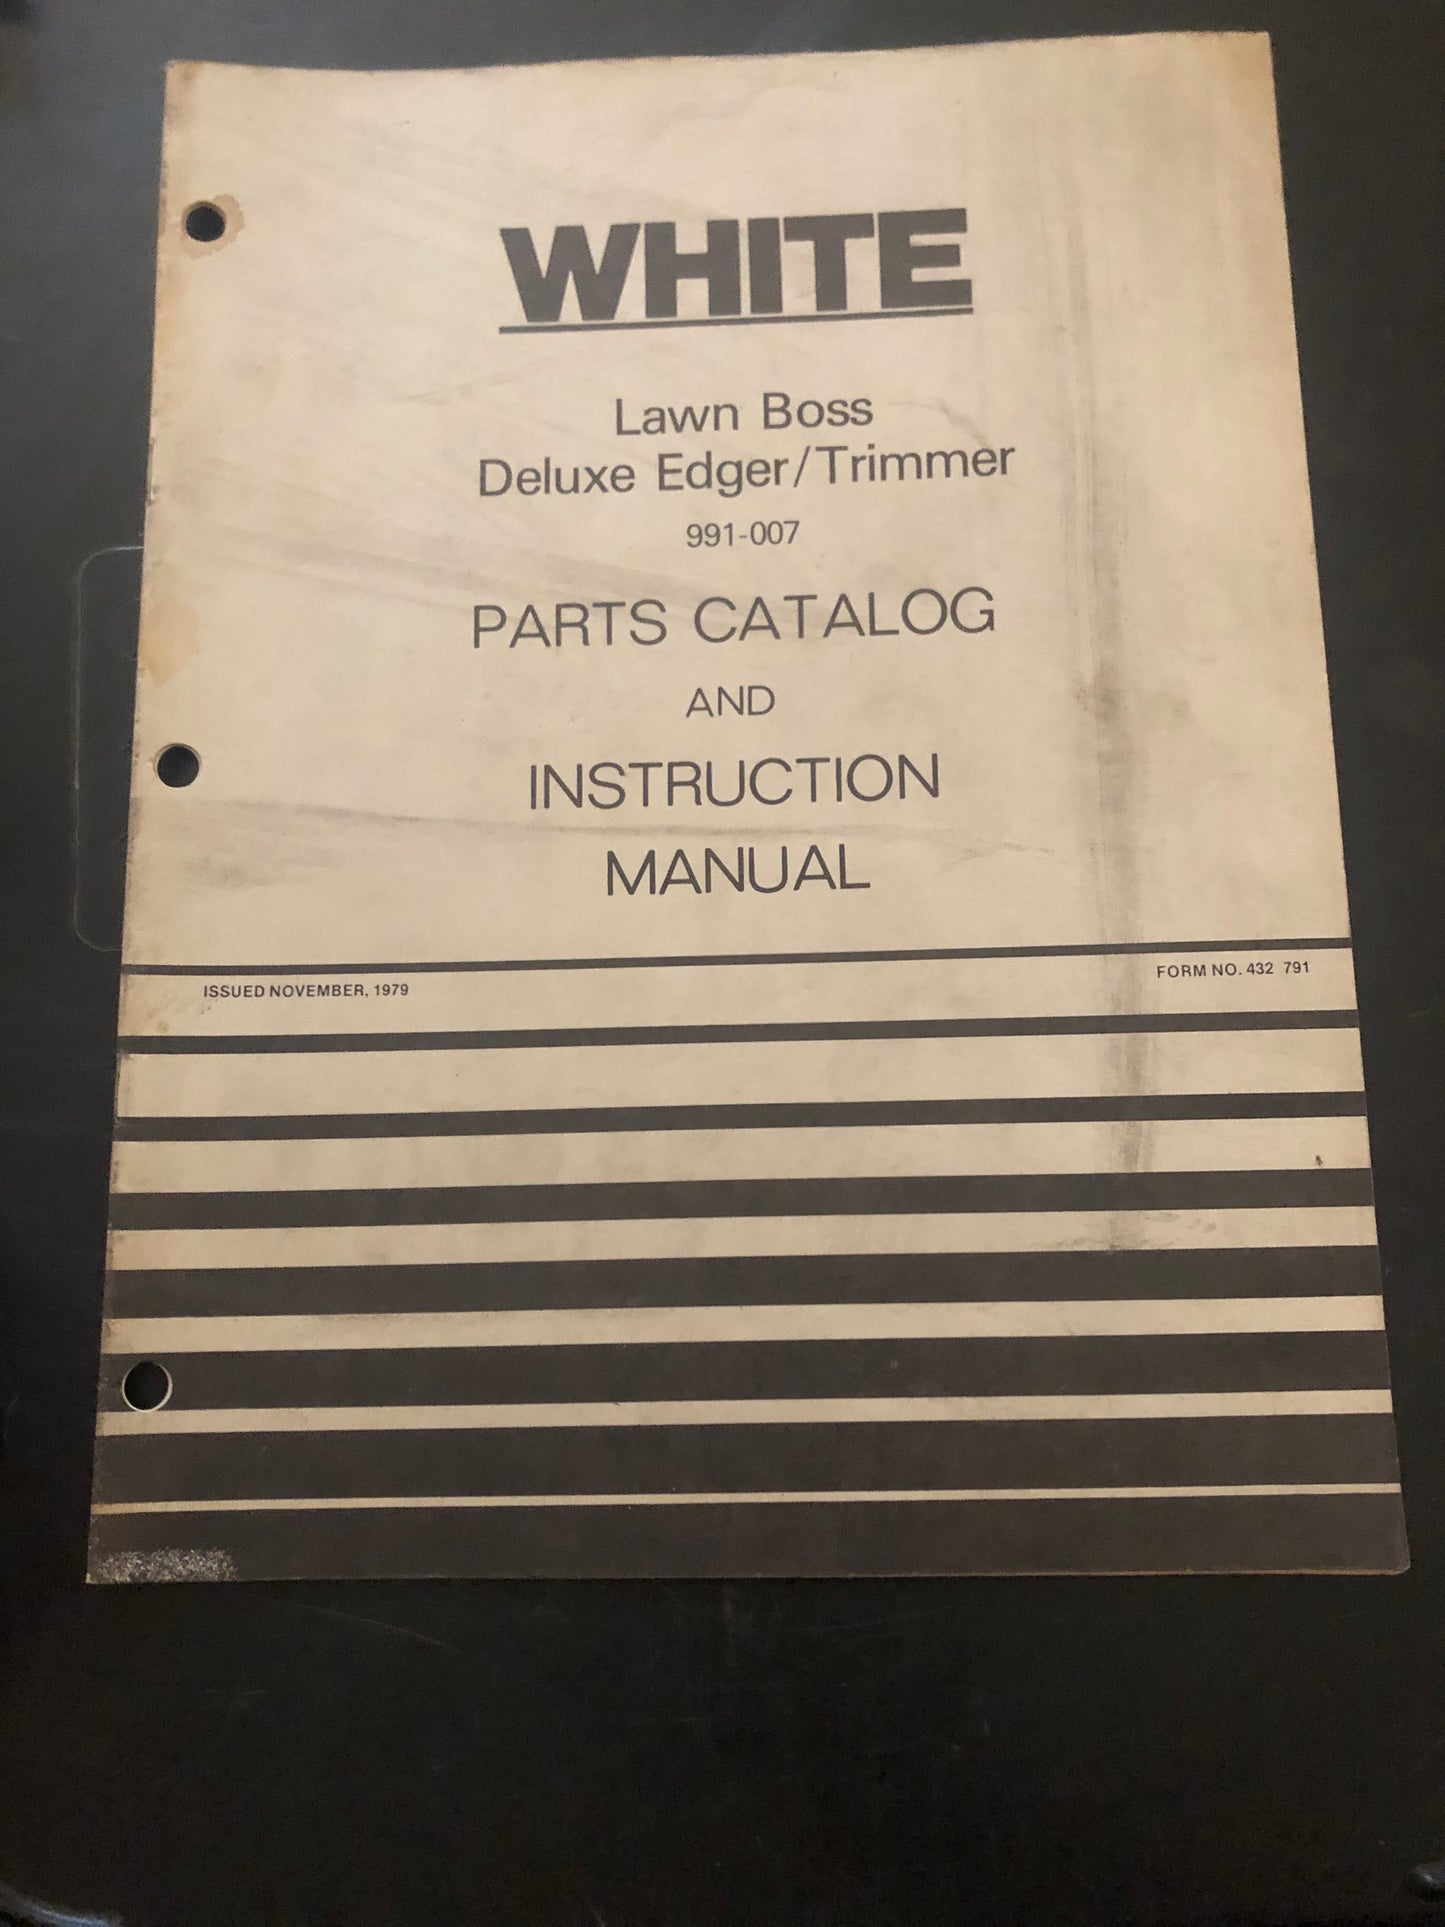 WHITE
Lawn Boss
Deluxe Edger/Trimmer
991-007
PARTS CATALOG
AND
INSTRUCTION
MANUAL
ISSUED NOVEMBER, 1979
FORM NO. 432 791